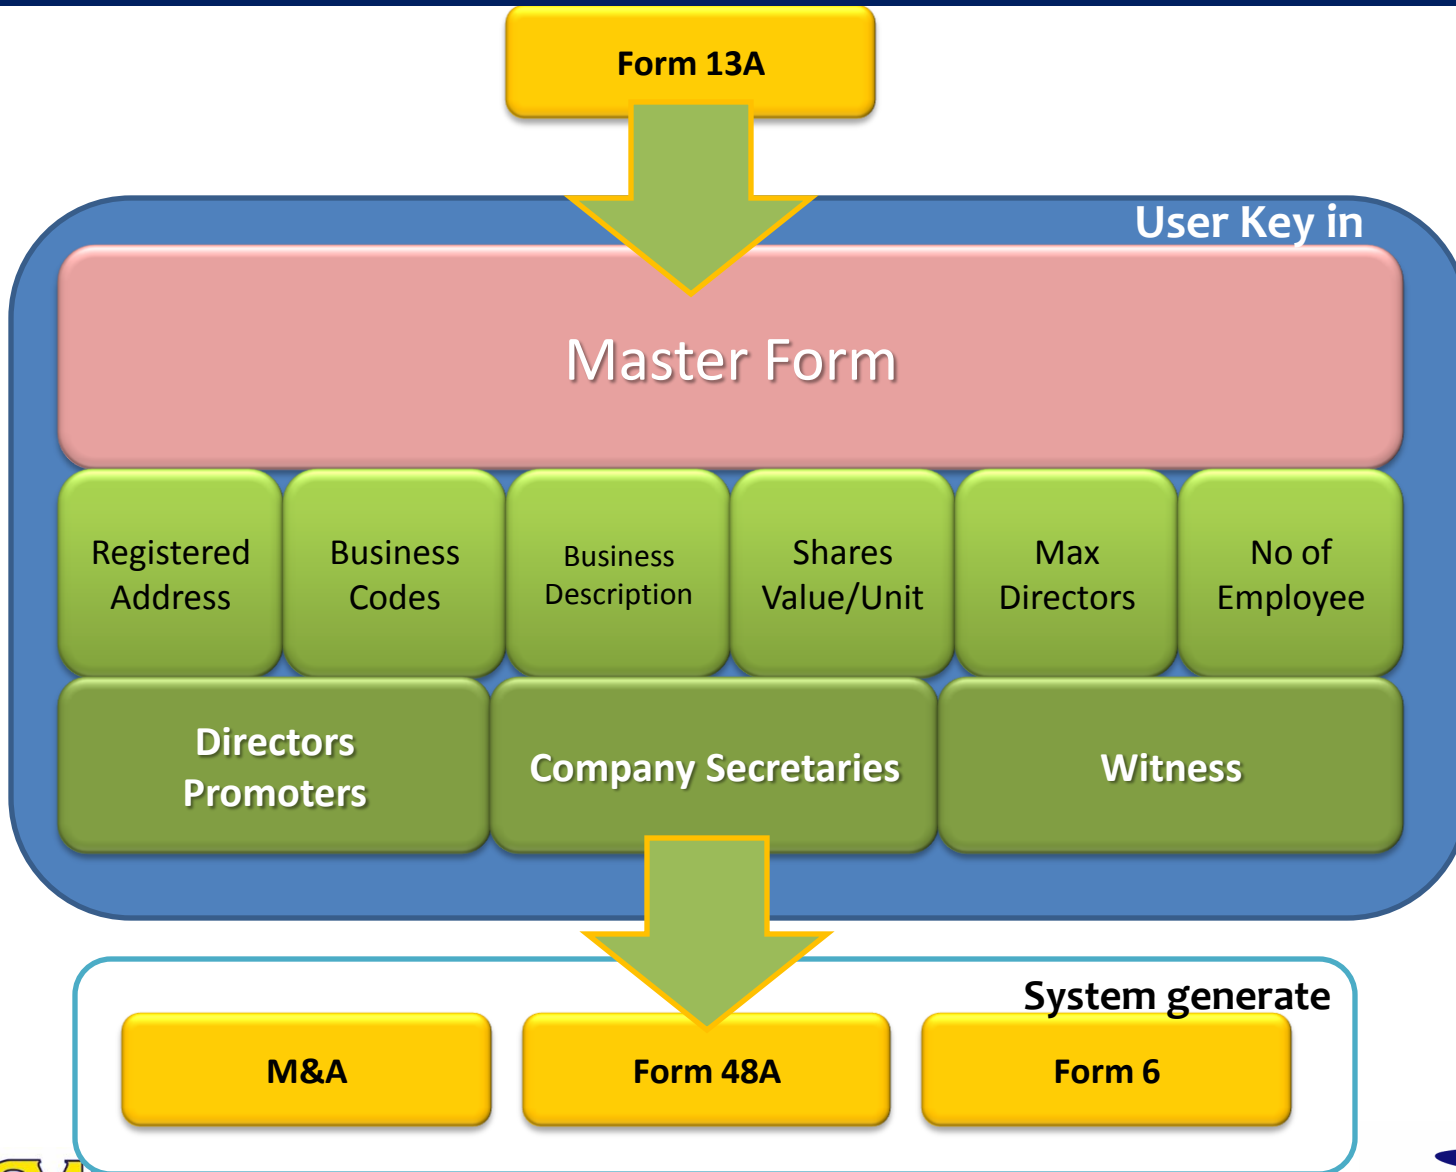 Form 13A
User Key in
Master Form
Registered
Address
Business
Codes
Business
Description
Shares
Value/Unit
Max
Directors
No of
Employee
Directors
Promoters
Company Secretaries
Witness
System generate
M&A
Form 48A
Form 6